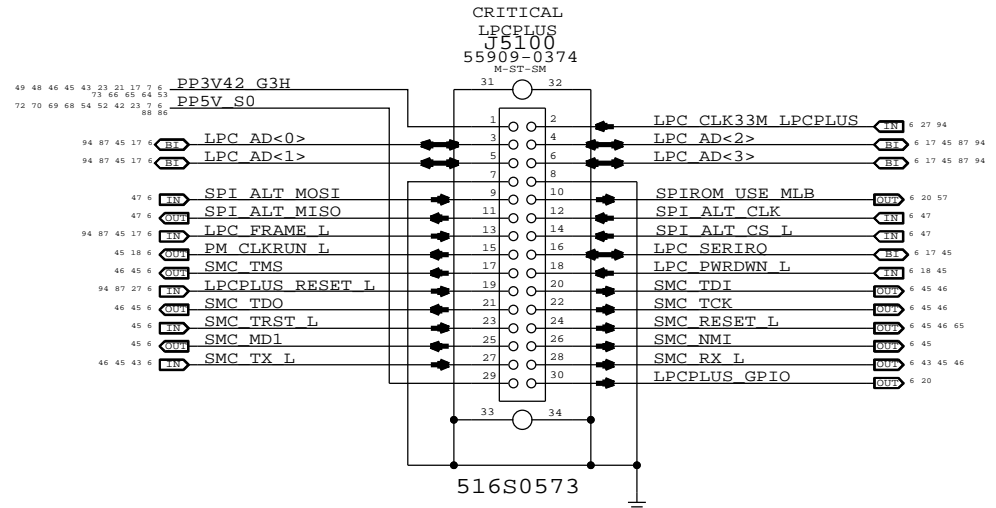 CRITICAL
LPCPLUS
J5100
55909-0374
M-ST-SM
31 32
49 48 46 45 43 23 21 17 7 6 PP3V42_G3H
73 66 65 64 53
72 70 69 68 54 52 42 23 7 6 PP5V_S0
88 86
1 2 LPC_CLK33M_LPCPLUS IN 6 27 94
94 87 45 17 6 BI LPC_AD<0> 3 4 LPC_AD<2> BI 6 17 45 87 94
94 87 45 17 6 BI LPC_AD<1> 5 6 LPC_AD<3> BI 6 17 45 87 94
7 8
47 6 IN SPI_ALT_MOSI 9 10 SPIROM_USE_MLB OUT 6 20 57
47 6 OUT SPI_ALT_MISO 11 12 SPI_ALT_CLK IN 6 47
94 87 45 17 6 IN LPC_FRAME_L 13 14 SPI_ALT_CS_L IN 6 47
45 18 6 OUT PM_CLKRUN_L 15 16 LPC_SERIRQ BI 6 17 45
46 45 6 OUT SMC_TMS 17 18 LPC_PWRDWN_L IN 6 18 45
94 87 27 6 IN LPCPLUS_RESET_L 19 20 SMC_TDI OUT 6 45 46
46 45 6 OUT SMC_TDO 21 22 SMC_TCK OUT 6 45 46
45 6 IN SMC_TRST_L 23 24 SMC_RESET_L OUT 6 45 46 65
45 6 OUT SMC_MD1 25 26 SMC_NMI OUT 6 45
46 45 43 6 IN SMC_TX_L 27 28 SMC_RX_L OUT 6 43 45 46
29 30 LPCPLUS_GPIO OUT 6 20
33 34
516S0573